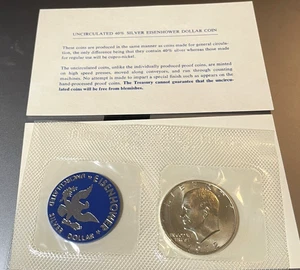 UNCIRCULATED 40% SILVER EISENHOWER DOLLAR COIN
These coins are produced in the same manner as coins made for general circula-
tion, the only difference being that they contain 40% silver whereas those made
for regular use will be cupro-nickel.
The uncirculated coins, unlike the individually produced proof coins, are minted
on high speed presses, moved along conveyors, and run through counting
machines. No attempt is made to impart a special finish such as appears on the
hand-processed proof coins. The Treasury cannot guarantee that the uncircu-
lated coins will be free from blemishes.
EISENHOWER
DOLLAR